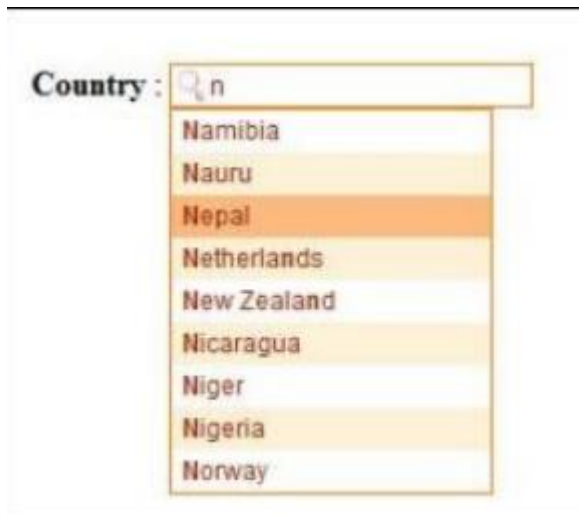 Country : n
Namibia
Nauru
Nepal
Netherlands
New Zealand
Nicaragua
Niger
Nigeria
Norway